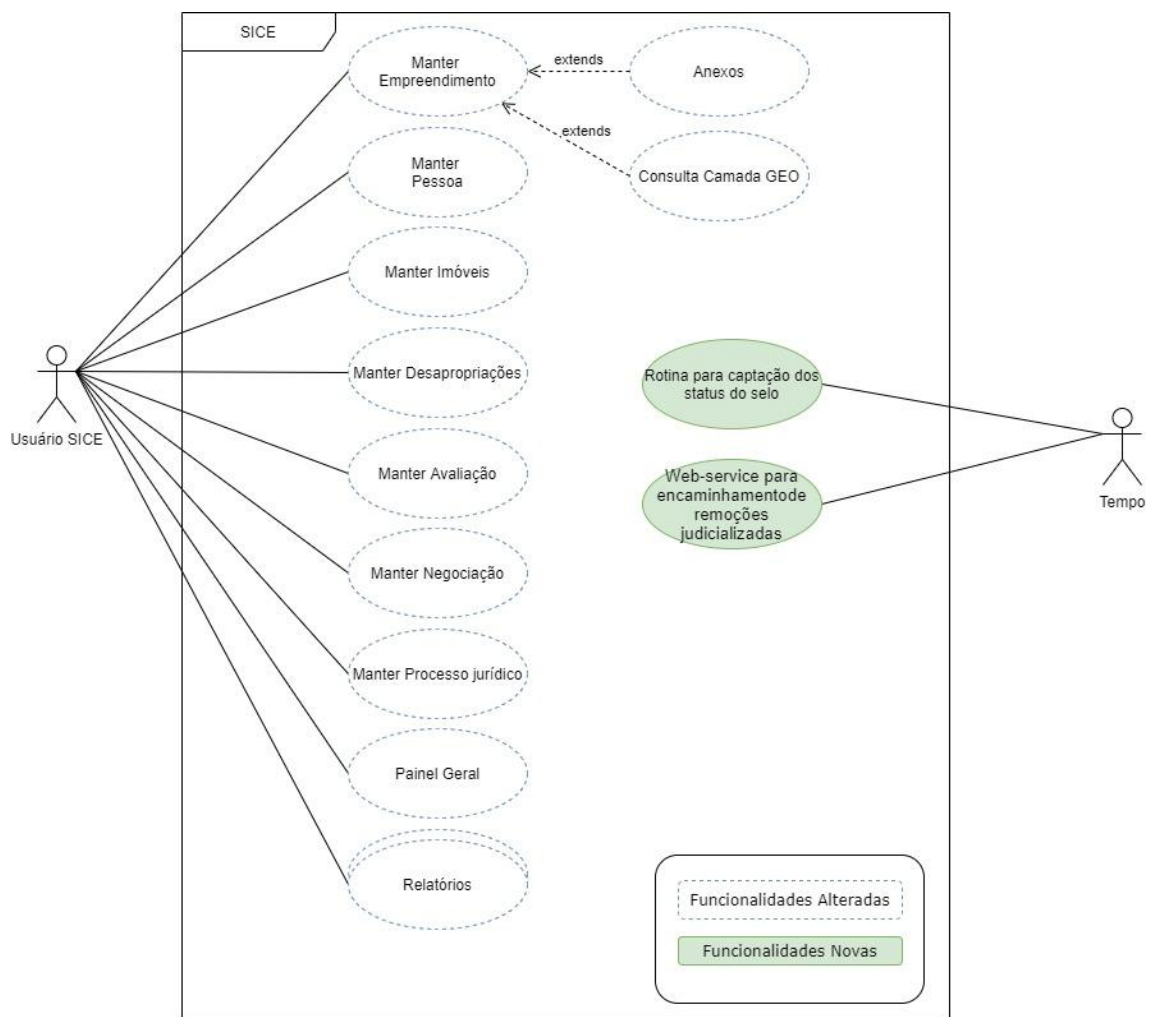 SICE
Manter
Empreendimento
extends
Anexos
extends
Consulta Camada GEO
Manter
Pessoa
Manter Imóveis
Usuário SICE
Manter Desapropriações
Rotina para captação dos
status do selo
Manter Avaliação
Web-service para
encaminhamentode
remoções
judicializadas
Tempo
Manter Negociação
Manter Processo jurídico
Painel Geral
Relatórios
Funcionalidades Alteradas
Funcionalidades Novas